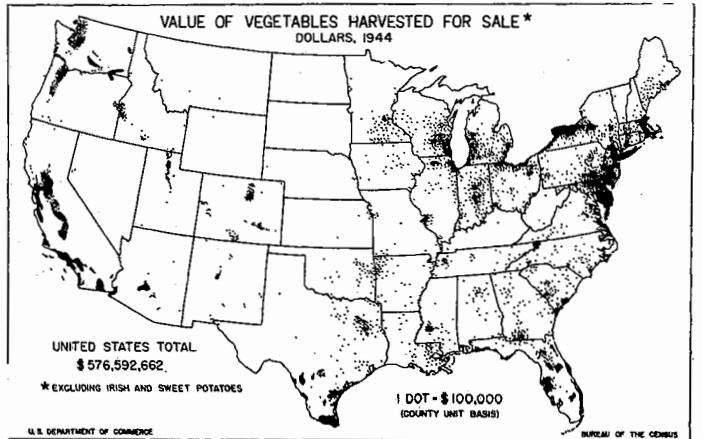 VALUE OF VEGETABLES HARVESTED FOR SALE*
DOLLARS, 1944
UNITED STATES TOTAL
$576,592,662
*EXCLUDING IRISH AND SWEET POTATOES
1 DOT - $100,000
(COUNTY UNIT BASIS)
U. S. DEPARTMENT OF COMMERCE
BUREAU OF THE CENSUS